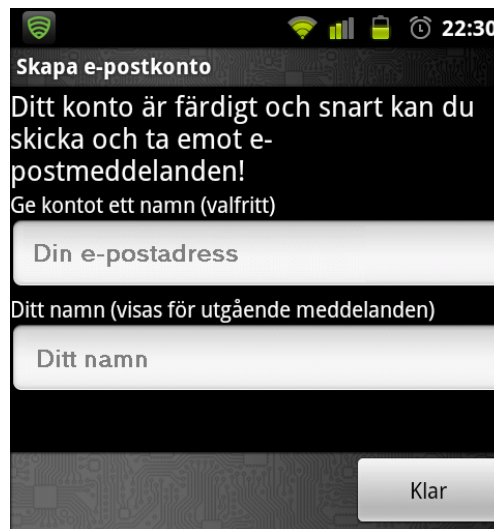 22:30
Skapa e-postkonto
Ditt konto är färdigt och snart kan du
skicka och ta emot e-
postmeddelanden!
Ge kontot ett namn (valfritt)
Din e-postadress
Ditt namn (visas för utgående meddelanden)
Ditt namn
Klar